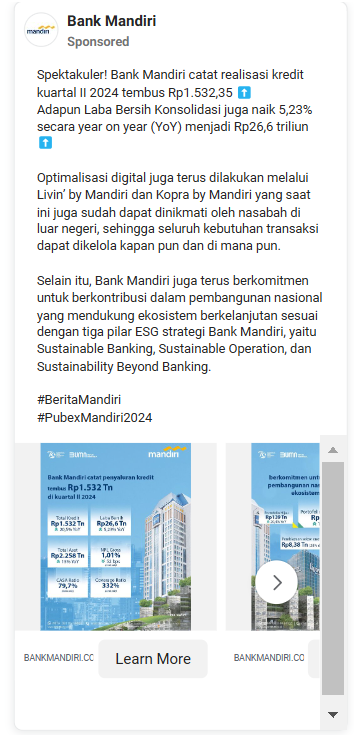 Bank Mandiri
Sponsored
Spektakuler! Bank Mandiri catat realisasi kredit
kuartal II 2024 tembus Rp1.532,35 ⬆️
Adapun Laba Bersih Konsolidasi juga naik 5,23%
secara year on year (YoY) menjadi Rp26,6 triliun
⬆️
Optimalisasi digital juga terus dilakukan melalui
Livin’ by Mandiri dan Kopra by Mandiri yang saat
ini juga sudah dapat dinikmati oleh nasabah di
luar negeri, sehingga seluruh kebutuhan transaksi
dapat dikelola kapan pun dan di mana pun.
Selain itu, Bank Mandiri juga terus berkomitmen
untuk berkontribusi dalam pembangunan nasional
yang mendukung ekosistem berkelanjutan sesuai
dengan tiga pilar ESG strategi Bank Mandiri, yaitu
Sustainable Banking, Sustainable Operation, dan
Sustainability Beyond Banking.
#BeritaMandiri
#PubexMandiri2024
mandiri
Bank Mandiri catat penyaluran kredit
tembus Rp1.532 Tn
di kuartal II 2024
Total Kredit
Rp1.532 Tn
Laba Bersih
Rp26,6 Tn
Total Aset
Rp2.258 Tn
NPL Gross
1,01%
CASA Ratio
79,7%
Coverage Ratio
332%
berkomitmen unt
pembangunan nas
ekosistem
Rp139 Tn
Rp8,38 Tn
BANKMANDIRI.CO
Learn More
BANKMANDIRI.CO